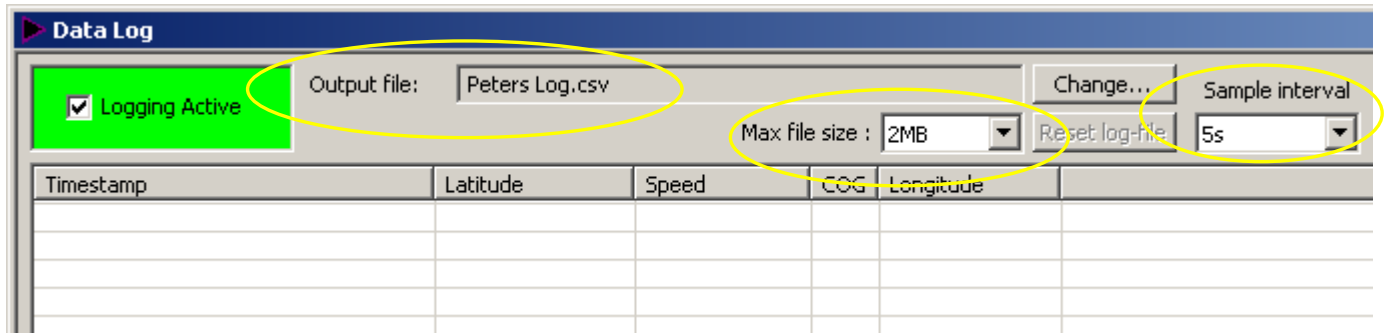 Data Log
Logging Active
Output file: Peters Log.csv Change... Sample interval
Max file size : 2MB Reset log-file 5s
Timestamp Latitude Speed COG Longitude